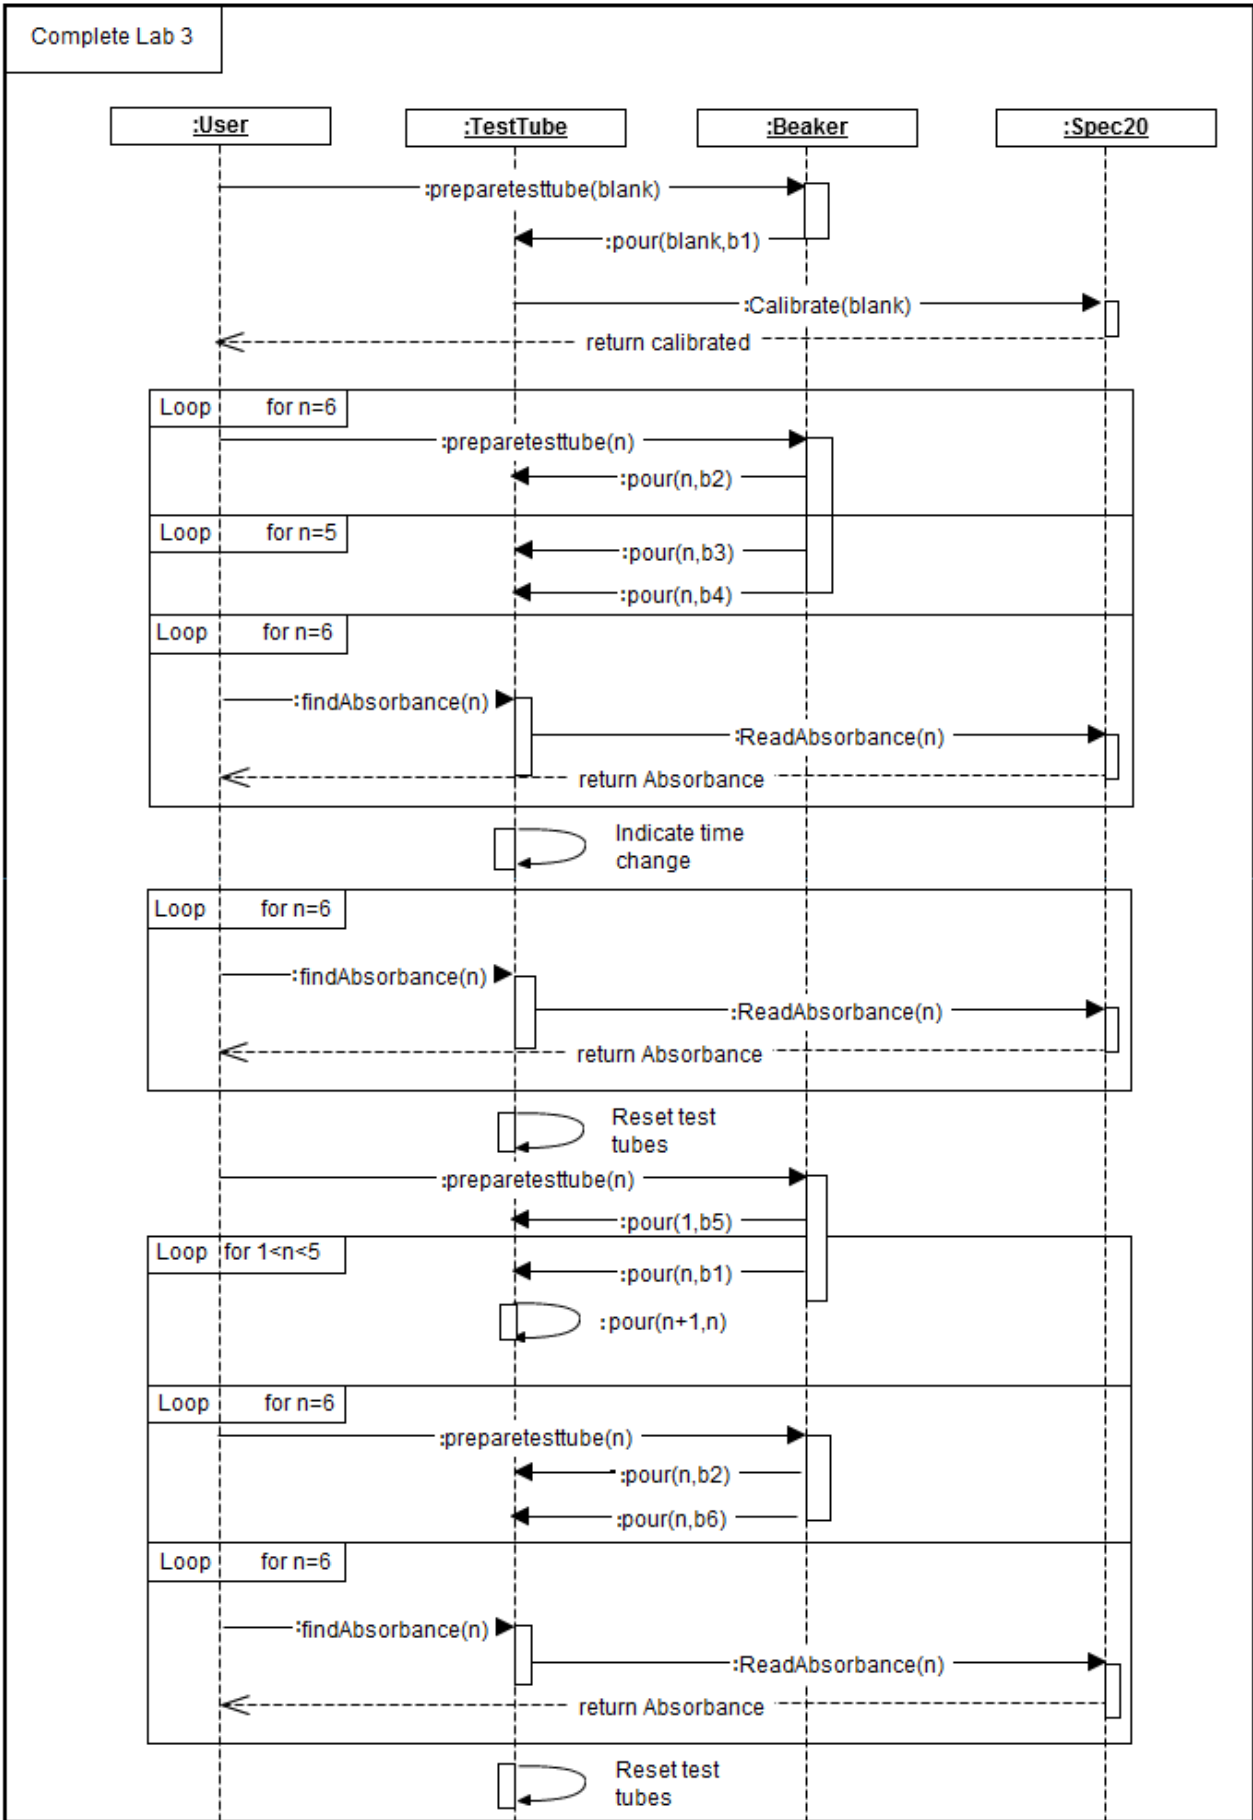 Complete Lab 3
:User :TestTube :Beaker :Spec20
:preparetesttube(blank)
:pour(blank,b1)
:Calibrate(blank)
return calibrated
Loop for n=6
:preparetesttube(n)
:pour(n,b2)
Loop for n=5
:pour(n,b3)
:pour(n,b4)
Loop for n=6
:findAbsorbance(n)
:ReadAbsorbance(n)
return Absorbance
Indicate time
change
Loop for n=6
:findAbsorbance(n)
:ReadAbsorbance(n)
return Absorbance
Reset test
tubes
:preparetesttube(n)
:pour(1,b5)
Loop for 1<n<5
:pour(n,b1)
:pour(n+1,n)
Loop for n=6
:preparetesttube(n)
:pour(n,b2)
:pour(n,b6)
Loop for n=6
:findAbsorbance(n)
:ReadAbsorbance(n)
return Absorbance
Reset test
tubes